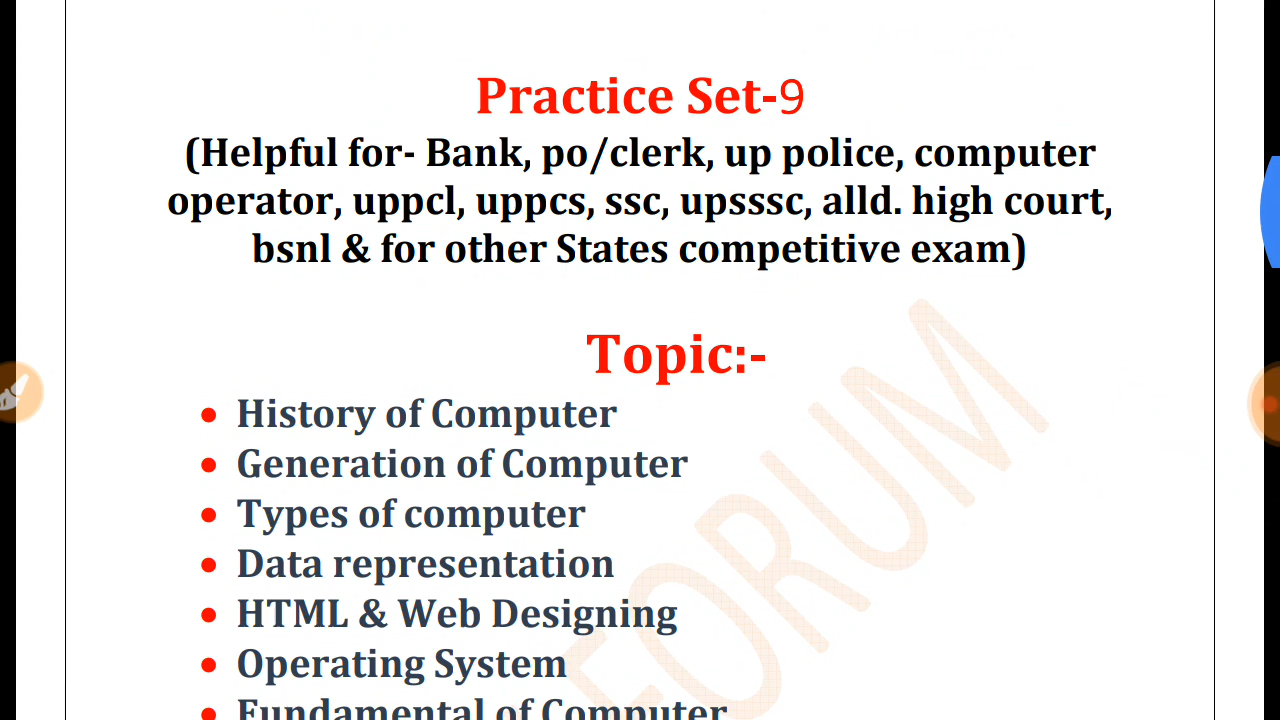 Practice Set-9
(Helpful for- Bank, po/clerk, up police, computer
operator, uppcl, uppcs, ssc, upsssc, alld. high court,
bsnl & for other States competitive exam)
Topic:-
• History of Computer
• Generation of Computer
• Types of computer
• Data representation
• HTML & Web Designing
• Operating System
• Fundamental of Computer
FORUM